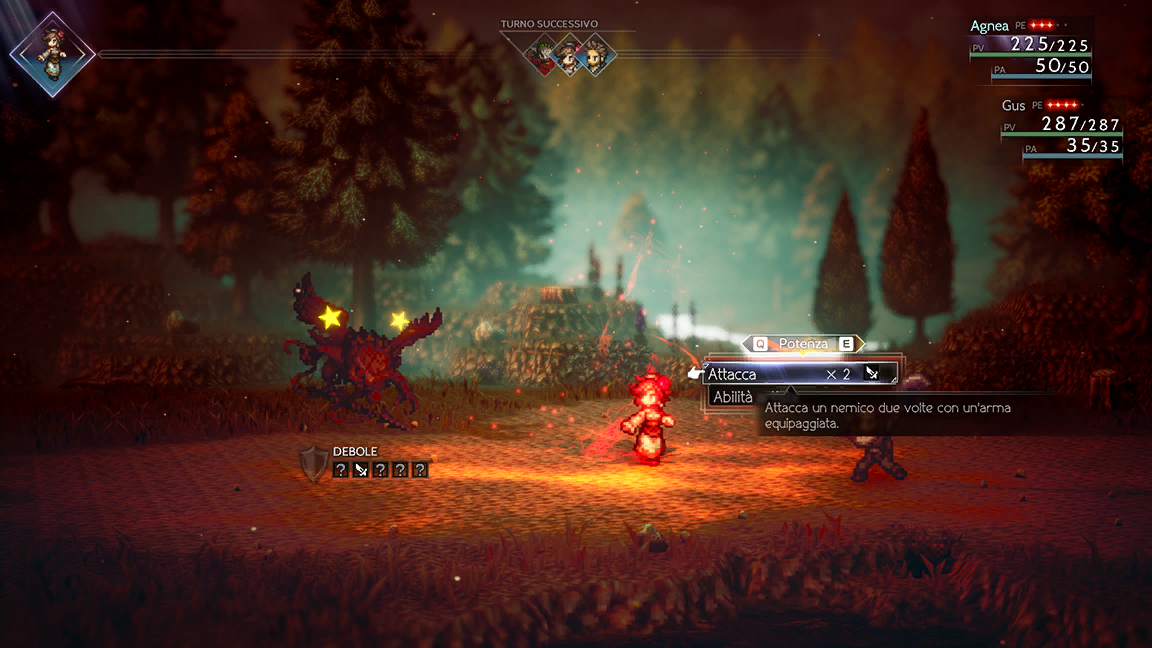 TURNO SUCCESSIVO
Agnea PE
PV 225/225
PA 50/50
Gus PE
PV 287/287
PA 35/35
Q Potenza E
Attacca × 2
Abilità
Attacca un nemico due volte con un'arma
equipaggiata.
DEBOLE
? ? ? ?